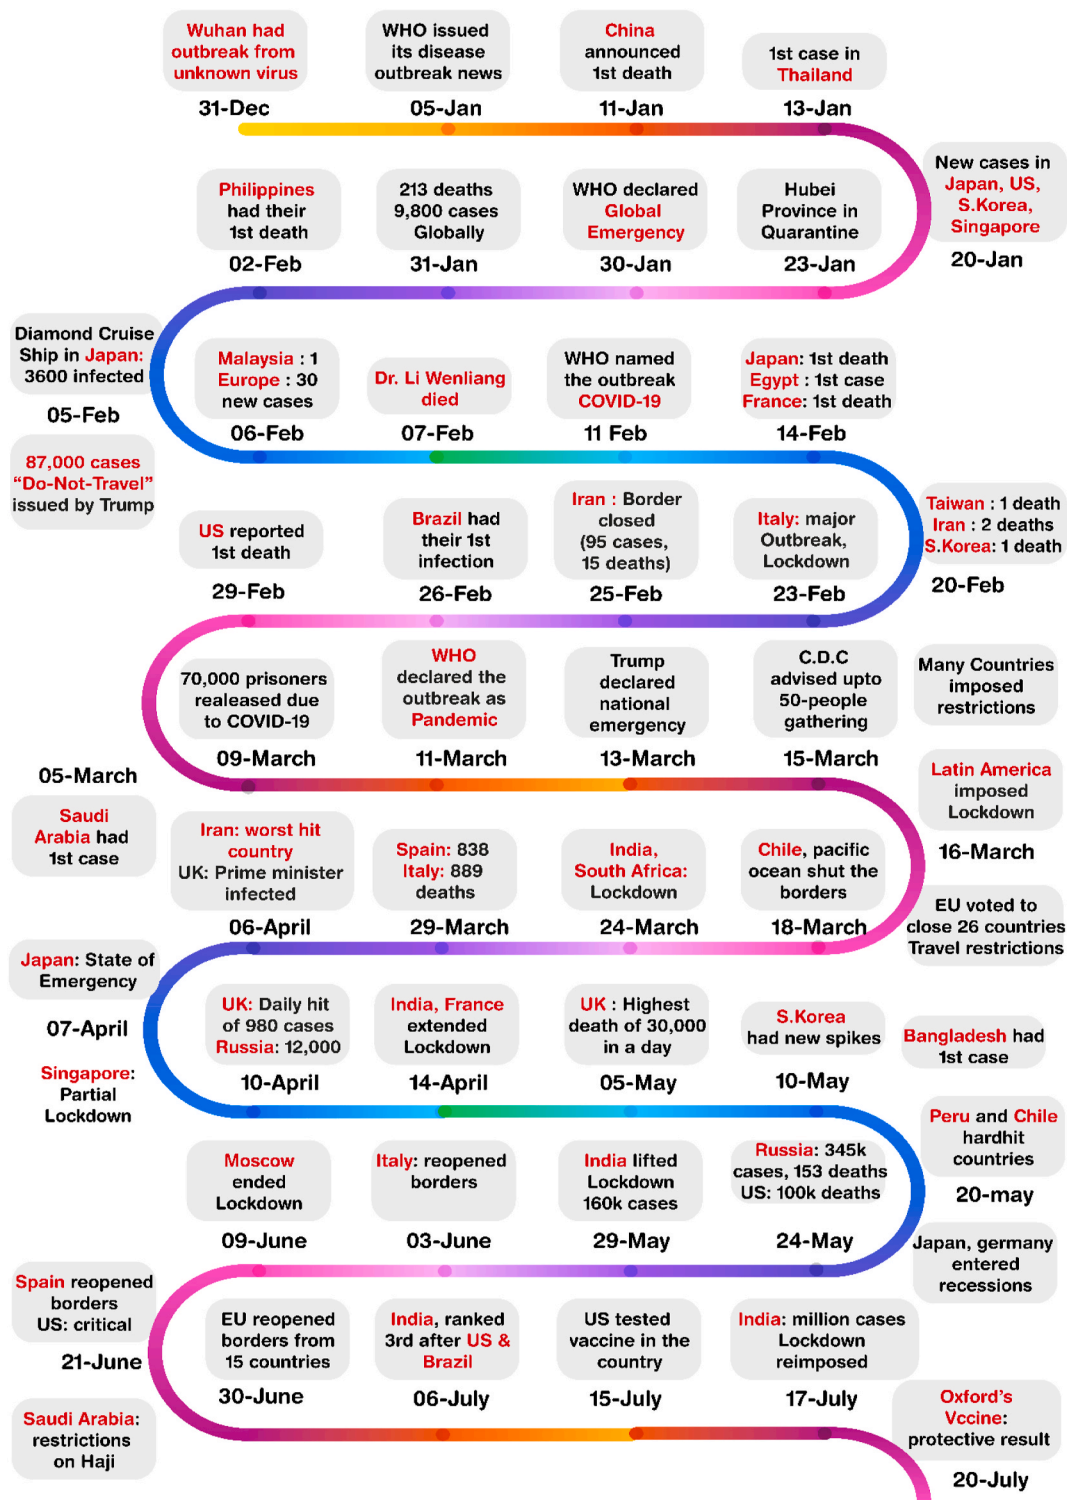 Wuhan had
outbreak from
unknown virus
31-Dec
WHO issued
its disease
outbreak news
05-Jan
China
announced
1st death
11-Jan
1st case in
Thailand
13-Jan
New cases in
Japan, US,
S.Korea,
Singapore
20-Jan
Hubei
Province in
Quarantine
23-Jan
WHO declared
Global
Emergency
30-Jan
213 deaths
9,800 cases
Globally
31-Jan
Philippines
had their
1st death
02-Feb
Diamond Cruise
Ship in Japan:
3600 infected
05-Feb
87,000 cases
“Do-Not-Travel”
issued by Trump
Malaysia : 1
Europe : 30
new cases
06-Feb
Dr. Li Wenliang
died
07-Feb
WHO named
the outbreak
COVID-19
11 Feb
Japan: 1st death
Egypt : 1st case
France: 1st death
14-Feb
Taiwan : 1 death
Iran : 2 deaths
S.Korea: 1 death
20-Feb
Italy: major
Outbreak,
Lockdown
23-Feb
Iran : Border
closed
(95 cases,
15 deaths)
25-Feb
Brazil had
their 1st
infection
26-Feb
US reported
1st death
29-Feb
05-March
Saudi
Arabia had
1st case
70,000 prisoners
realeased due
to COVID-19
09-March
WHO
declared the
outbreak as
Pandemic
11-March
Trump
declared
national
emergency
13-March
C.D.C
advised upto
50-people
gathering
15-March
Many Countries
imposed
restrictions
Latin America
imposed
Lockdown
16-March
EU voted to
close 26 countries
Travel restrictions
Chile, pacific
ocean shut the
borders
18-March
India,
South Africa:
Lockdown
24-March
Spain: 838
Italy: 889
deaths
29-March
Iran: worst hit
country
UK: Prime minister
infected
06-April
Japan: State of
Emergency
07-April
Singapore:
Partial
Lockdown
UK: Daily hit
of 980 cases
Russia: 12,000
10-April
India, France
extended
Lockdown
14-April
UK : Highest
death of 30,000
in a day
05-May
S.Korea
had new spikes
10-May
Bangladesh had
1st case
Peru and Chile
hardhit
countries
20-may
Japan, germany
entered
recessions
Russia: 345k
cases, 153 deaths
US: 100k deaths
24-May
India lifted
Lockdown
160k cases
29-May
Italy: reopened
borders
03-June
Moscow
ended
Lockdown
09-June
Spain reopened
borders
US: critical
21-June
Saudi Arabia:
restrictions
on Haji
EU reopened
borders from
15 countries
30-June
India, ranked
3rd after US &
Brazil
06-July
US tested
vaccine in the
country
15-July
India: million cases
Lockdown
reimposed
17-July
Oxford’s
Vccine:
protective result
20-July